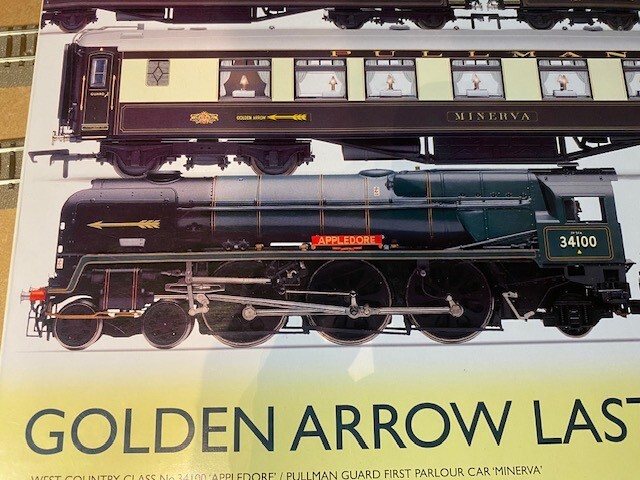 PULLMAN
GUARD
GOLDEN ARROW
MINERVA
APPLEDORE
34100
GOLDEN ARROW LAST
WEST COUNTRY CLASS No 34100 'APPLEDORE' / PULLMAN GUARD FIRST PARLOUR CAR 'MINERVA'